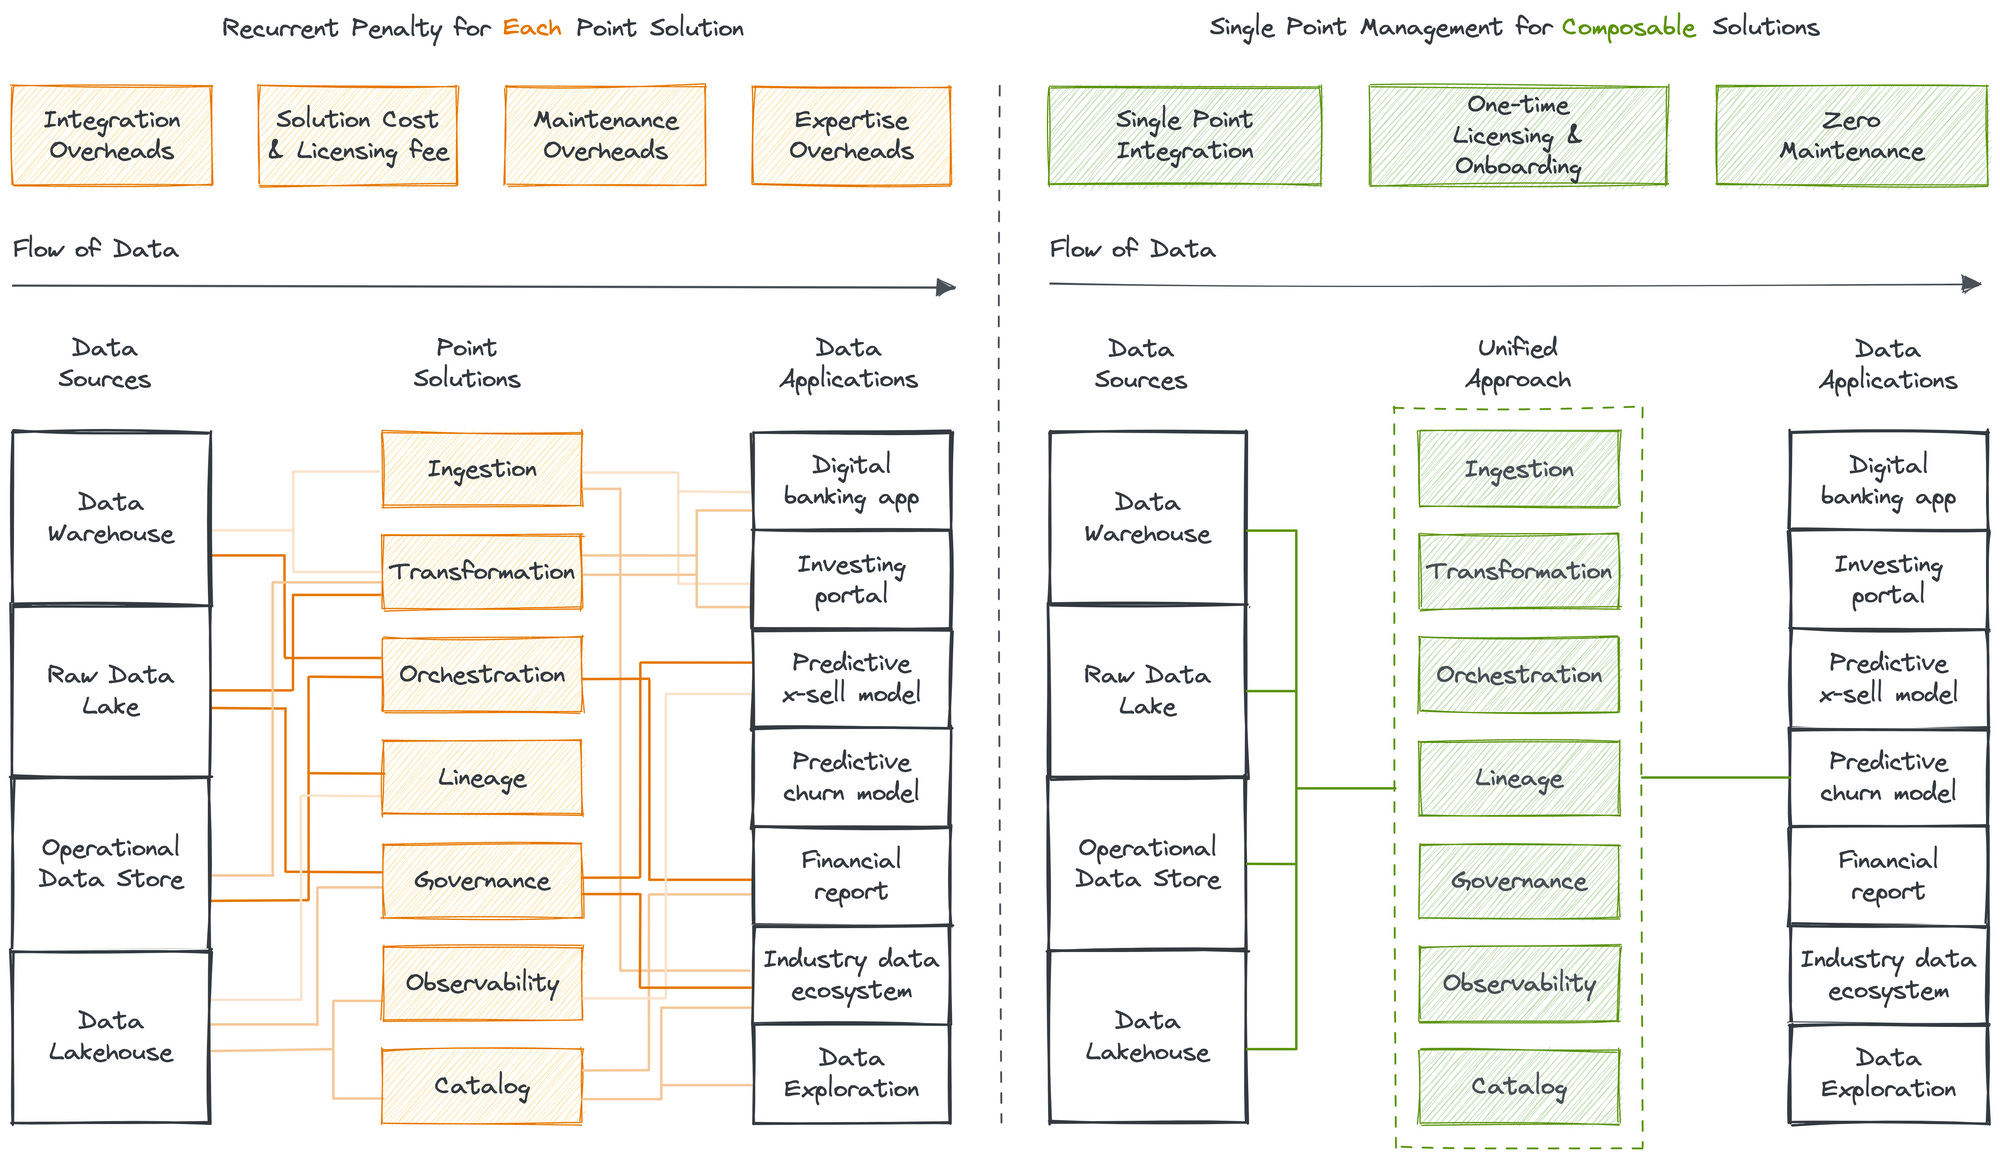 Recurrent Penalty for Each Point Solution
Integration
Overheads
Solution Cost
& Licensing fee
Maintenance
Overheads
Expertise
Overheads
Flow of Data
Data
Sources
Point
Solutions
Data
Applications
Data
Warehouse
Raw Data
Lake
Operational
Data Store
Data
Lakehouse
Ingestion
Transformation
Orchestration
Lineage
Governance
Observability
Catalog
Digital
banking app
Investing
portal
Predictive
x-sell model
Predictive
churn model
Financial
report
Industry data
ecosystem
Data
Exploration
Single Point Management for Composable Solutions
Single Point
Integration
One-time
Licensing &
Onboarding
Zero
Maintenance
Flow of Data
Data
Sources
Unified
Approach
Data
Applications
Data
Warehouse
Raw Data
Lake
Operational
Data Store
Data
Lakehouse
Ingestion
Transformation
Orchestration
Lineage
Governance
Observability
Catalog
Digital
banking app
Investing
portal
Predictive
x-sell model
Predictive
churn model
Financial
report
Industry data
ecosystem
Data
Exploration